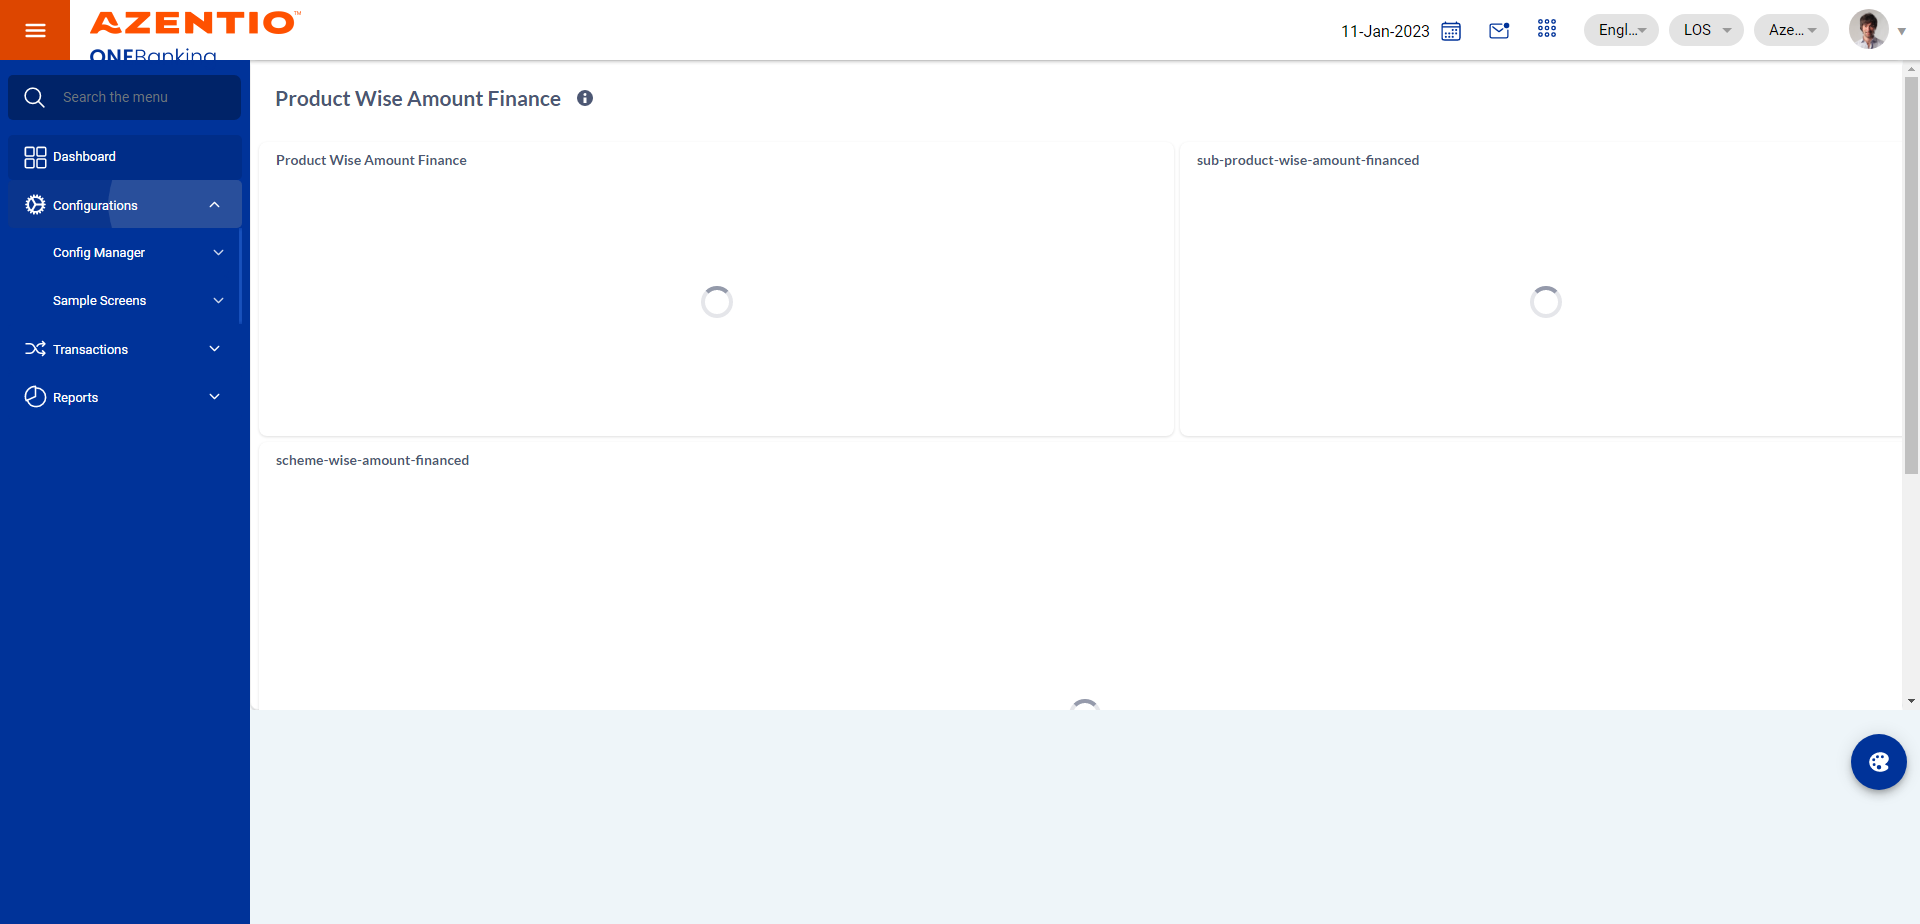 AZENTIO™
ONEBanking
11-Jan-2023
Engl...
LOS
Aze...
Search the menu
Dashboard
Configurations
Config Manager
Sample Screens
Transactions
Reports
Product Wise Amount Finance
Product Wise Amount Finance
sub-product-wise-amount-financed
scheme-wise-amount-financed